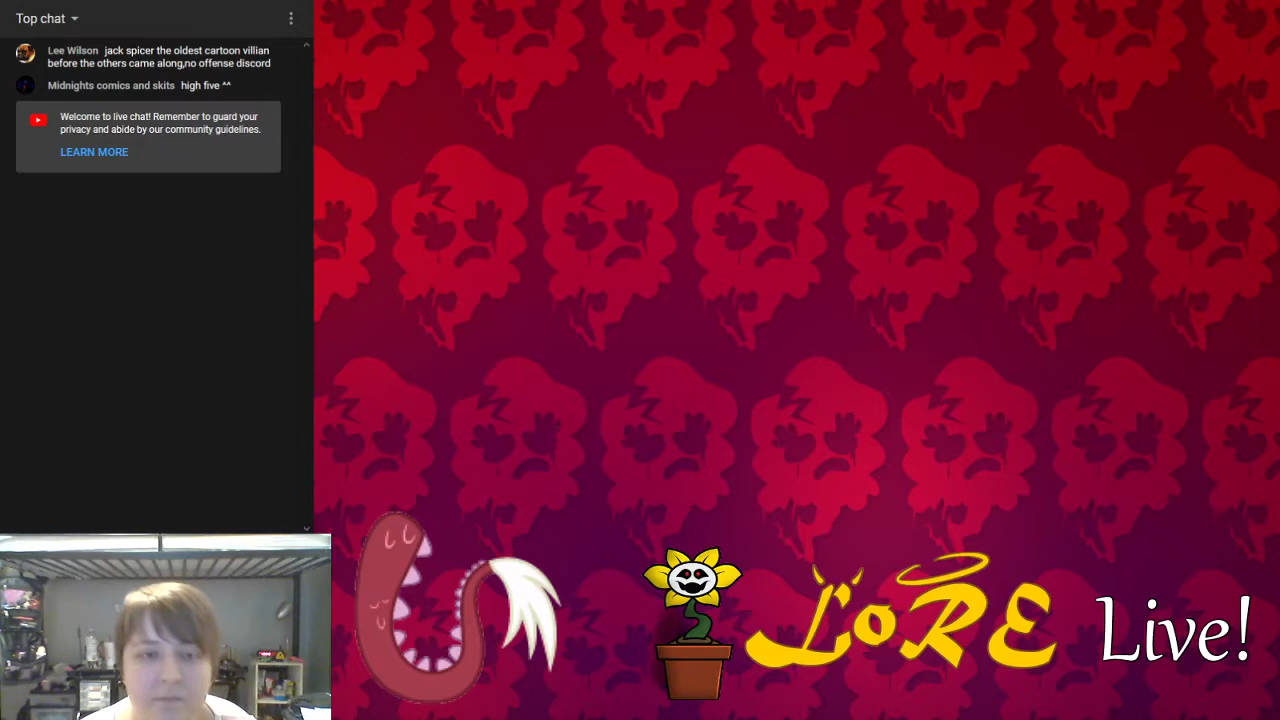 Top chat
Lee Wilson jack spicer the oldest cartoon villian
before the others came along,no offense discord
Midnights comics and skits high five ^^
Welcome to live chat! Remember to guard your
privacy and abide by our community guidelines.
LEARN MORE
LoRE Live!